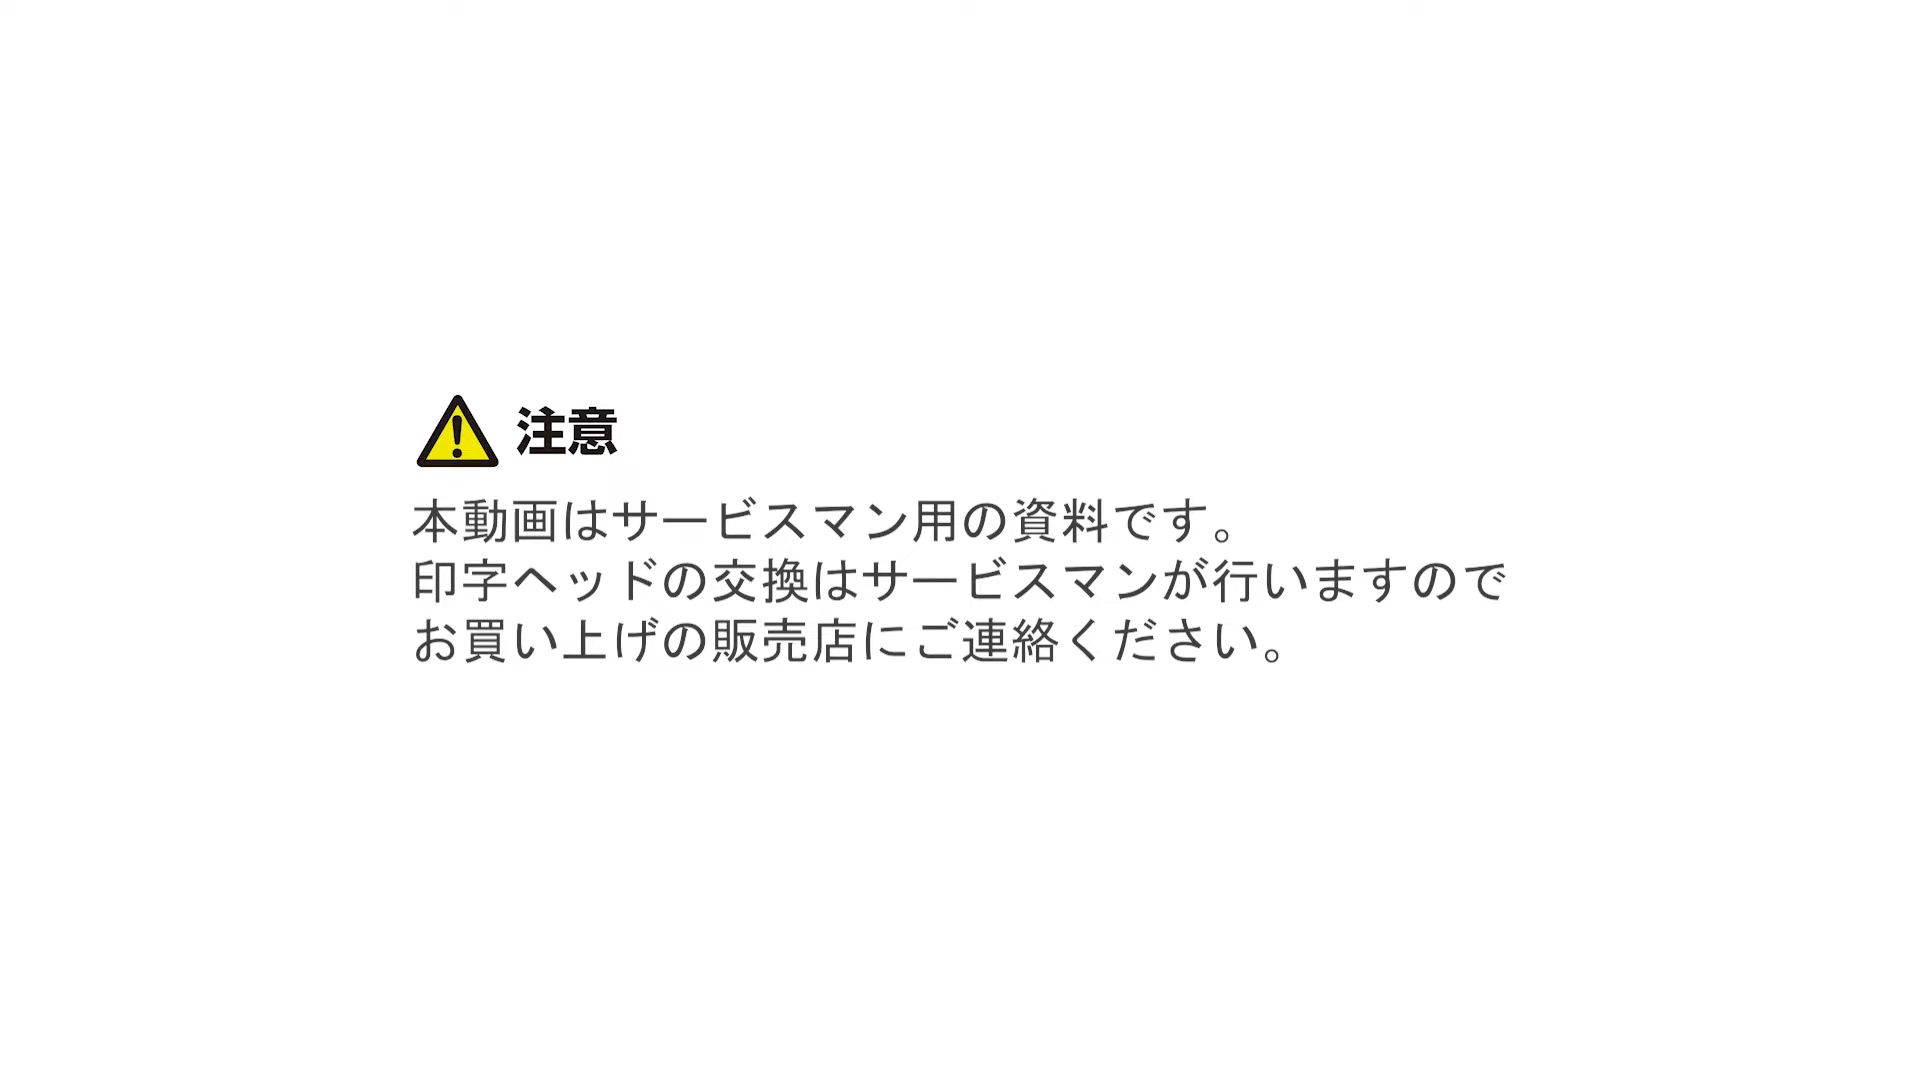 注意
本動画はサービスマン用の資料です。
印字ヘッドの交換はサービスマンが行いますので
お買い上げの販売店にご連絡ください。